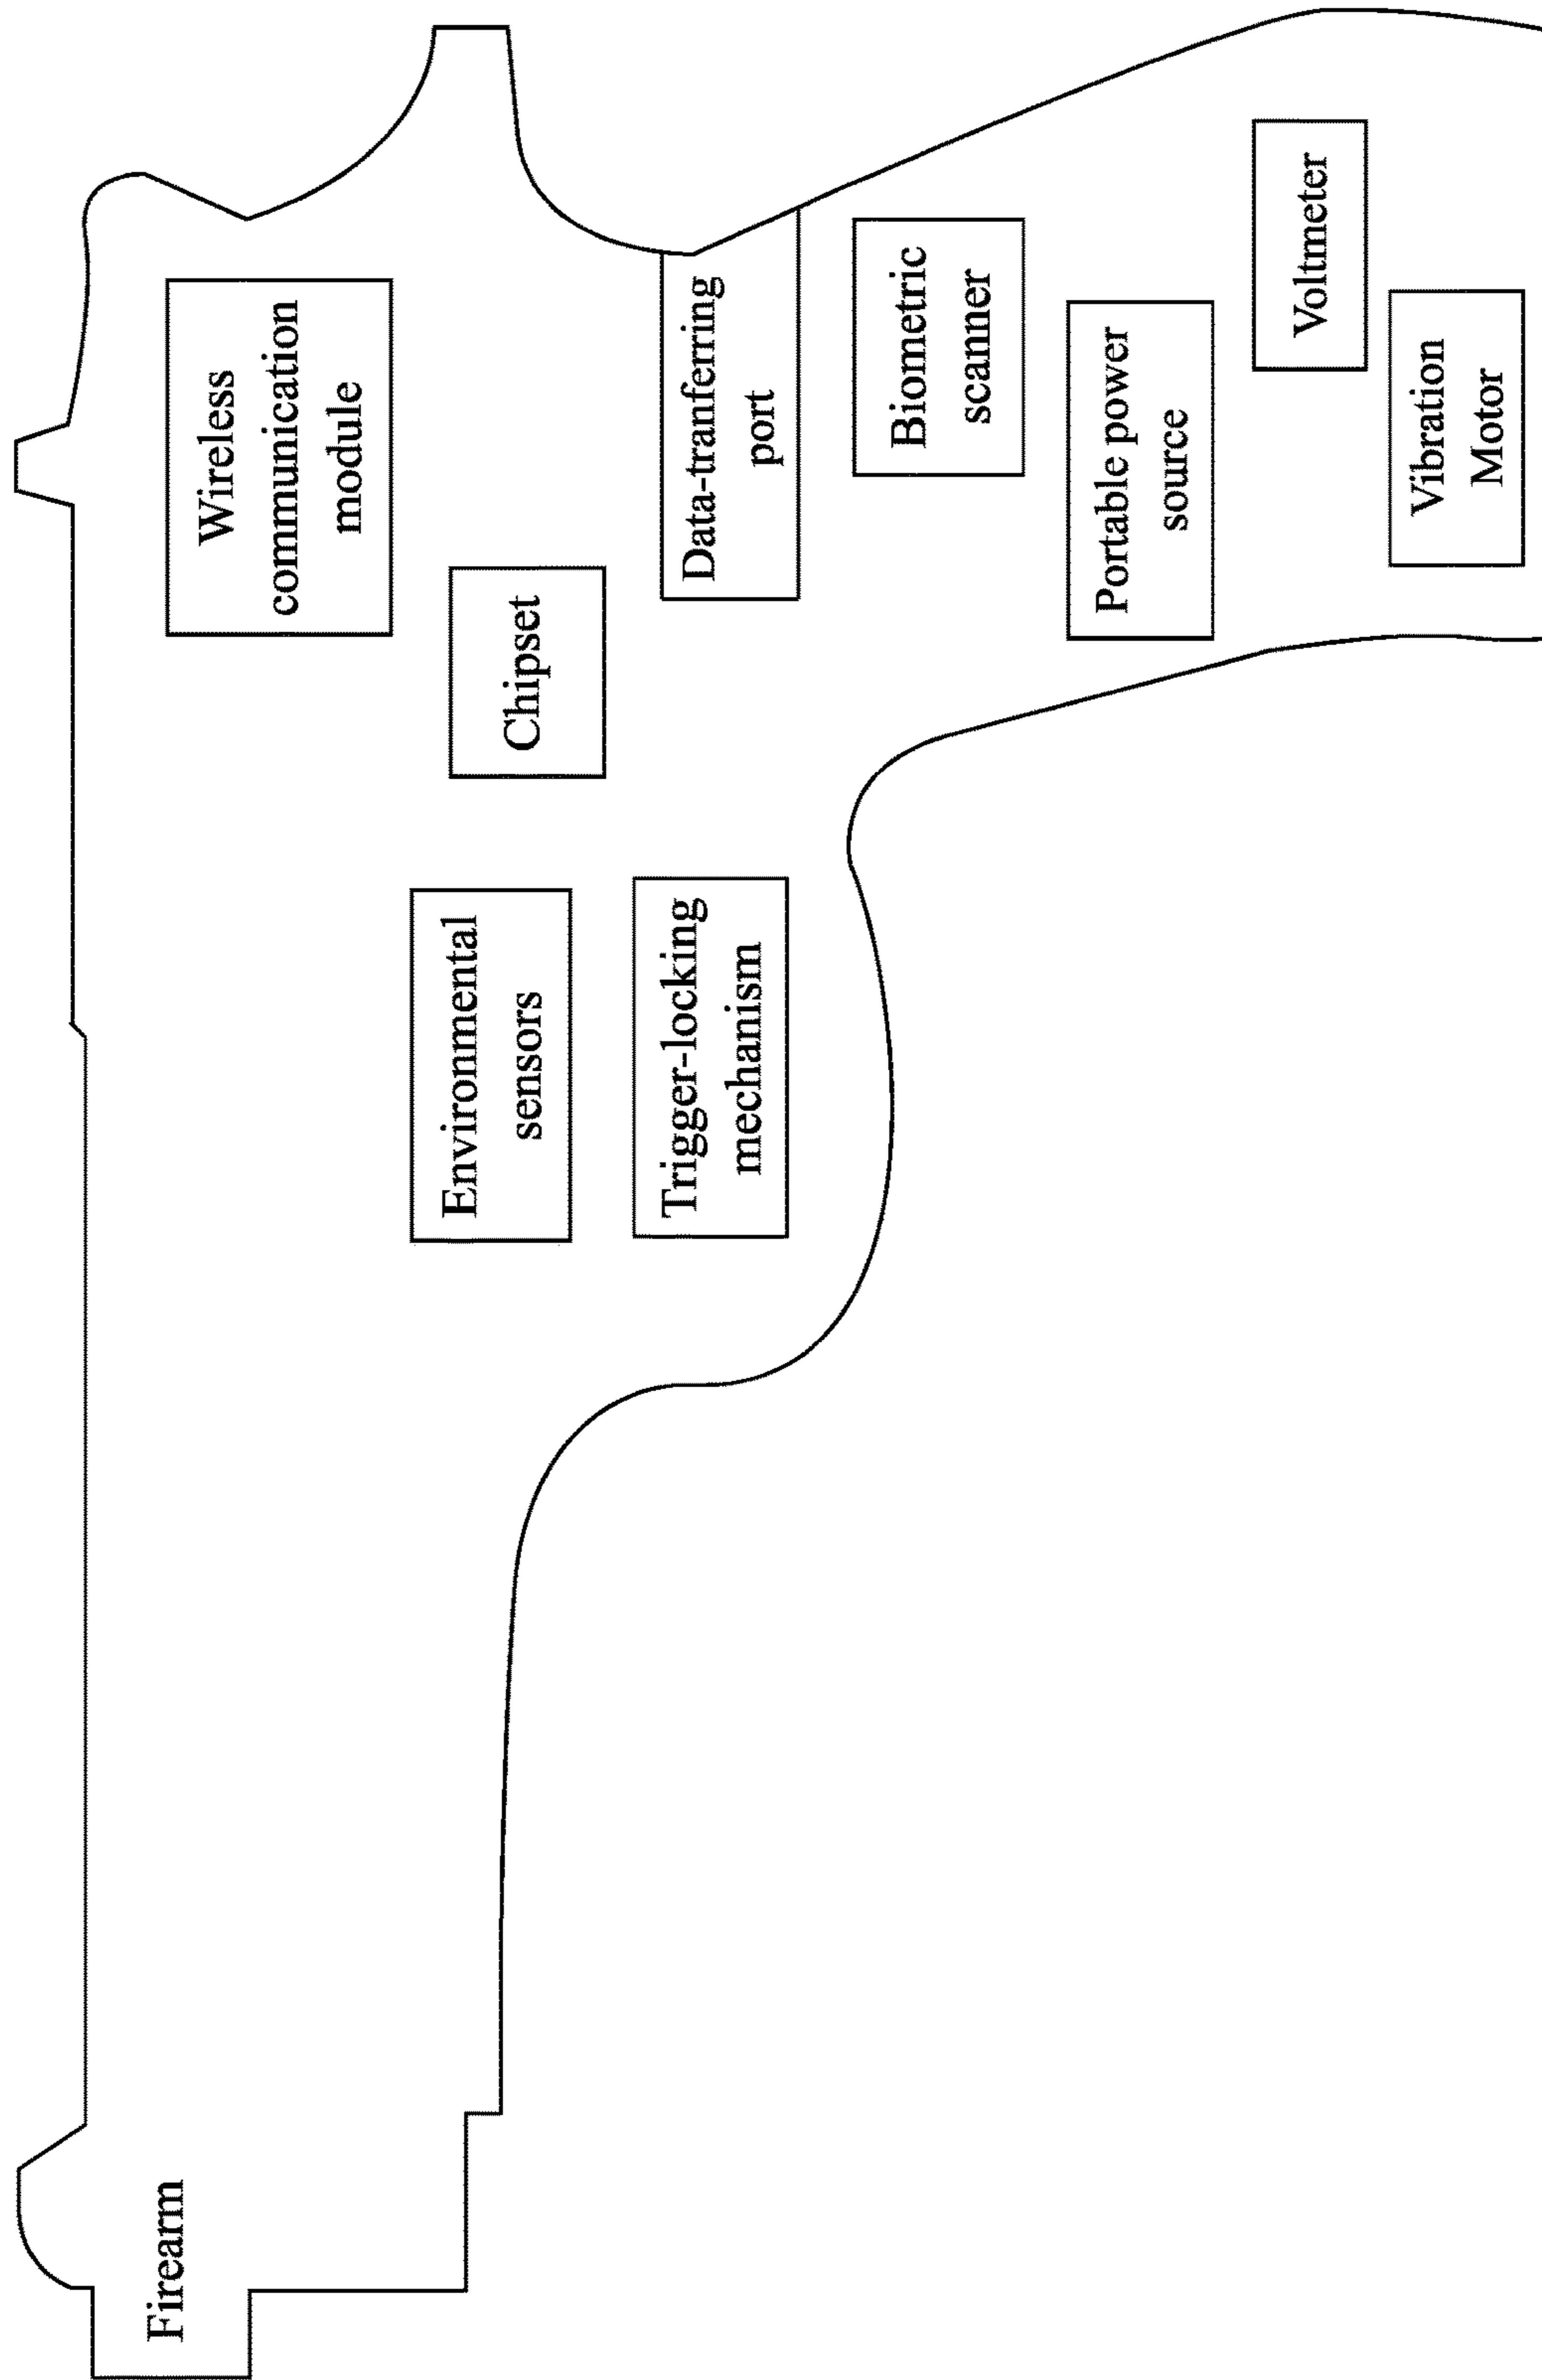 Firearm
Environmental
sensors
Trigger-locking
mechanism
Chipset
Wireless
communication
module
Data-tranferring
port
Biometric
scanner
Portable power
source
Voltmeter
Vibration
Motor